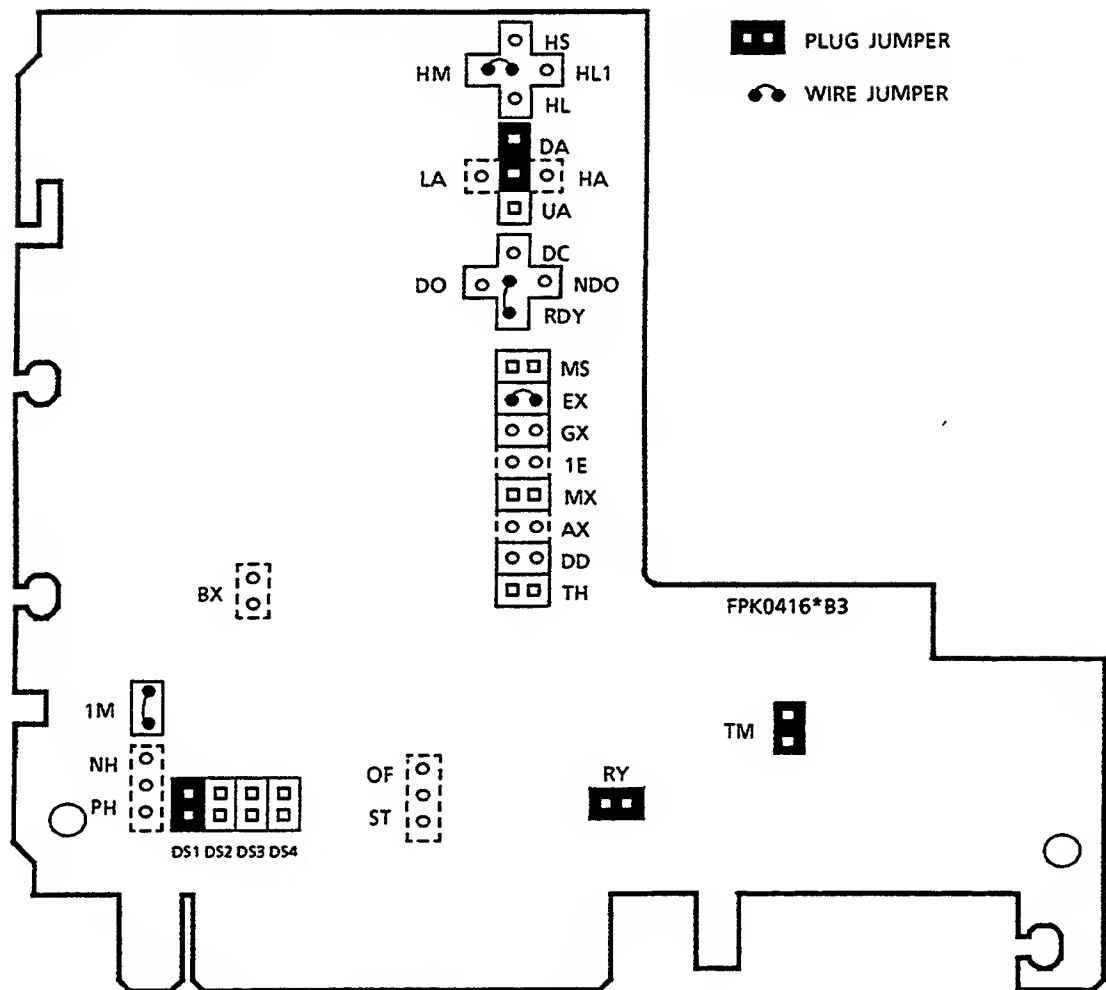 HS
PLUG JUMPER
HM
HL1
WIRE JUMPER
HL
DA
LA
HA
UA
DC
DO
NDO
RDY
MS
EX
GX
1E
MX
AX
DD
BX
TH
FPK0416*B3
1M
TM
NH
OF
RY
PH
ST
DS1 DS2 DS3 DS4